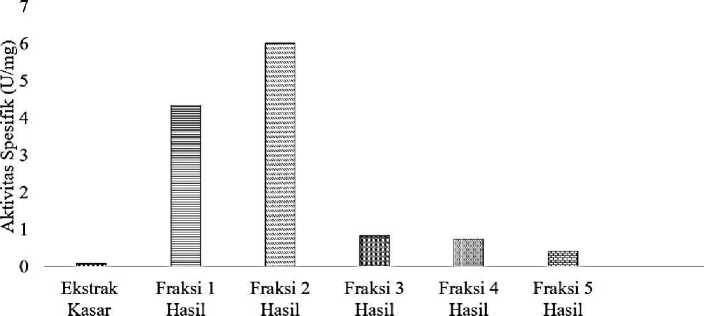 Aktivitas Spesifik (U/mg)
7
6
5
4
3
2
1
0
Ekstrak Kasar
Fraksi 1 Hasil
Fraksi 2 Hasil
Fraksi 3 Hasil
Fraksi 4 Hasil
Fraksi 5 Hasil